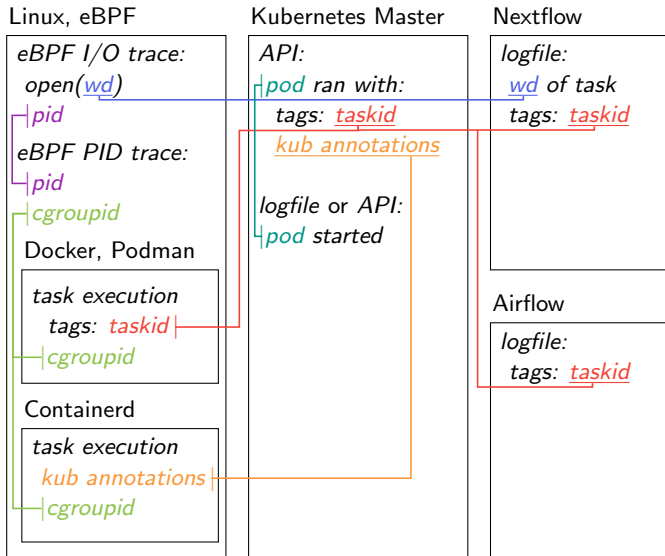 Linux, eBPF
eBPF I/O trace:
open(wd)
pid
eBPF PID trace:
pid
cgroupid
Docker, Podman
task execution
tags: taskid
cgroupid
Containerd
task execution
kub annotations
cgroupid
Kubernetes Master
API:
pod ran with:
tags: taskid
kub annotations
logfile or API:
pod started
Nextflow
logfile:
wd of task
tags: taskid
Airflow
logfile:
tags: taskid